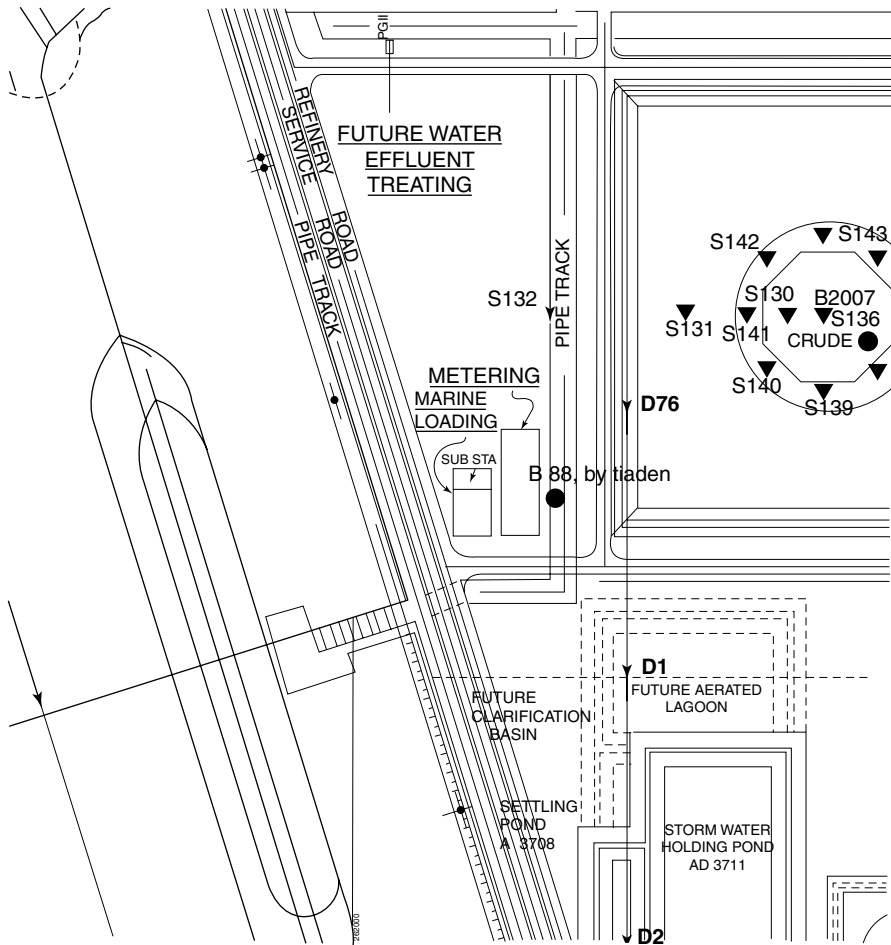 PGII
REFINERY ROAD
SERVICE ROAD
PIPE TRACK
FUTURE WATER
EFFLUENT
TREATING
S132
PIPE TRACK
S142
S143
S130
B2007
S131
S141
S136
CRUDE
S140
S139
METERING
MARINE
LOADING
SUB STA
D76
B 88, by tiaden
D1
FUTURE
CLARIFICATION
BASIN
FUTURE AERATED
LAGOON
SETTLING
POND
A 3708
STORM WATER
HOLDING POND
AD 3711
D2